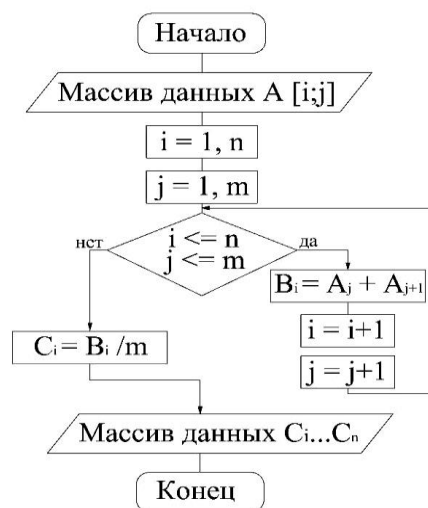 Начало
Массив данных A [i;j]
i = 1, n
j = 1, m
i <= n
j <= m
нет
да
Bi = Aj + Aj+1
i = i+1
j = j+1
Ci = Bi /m
Массив данных Ci...Cn
Конец